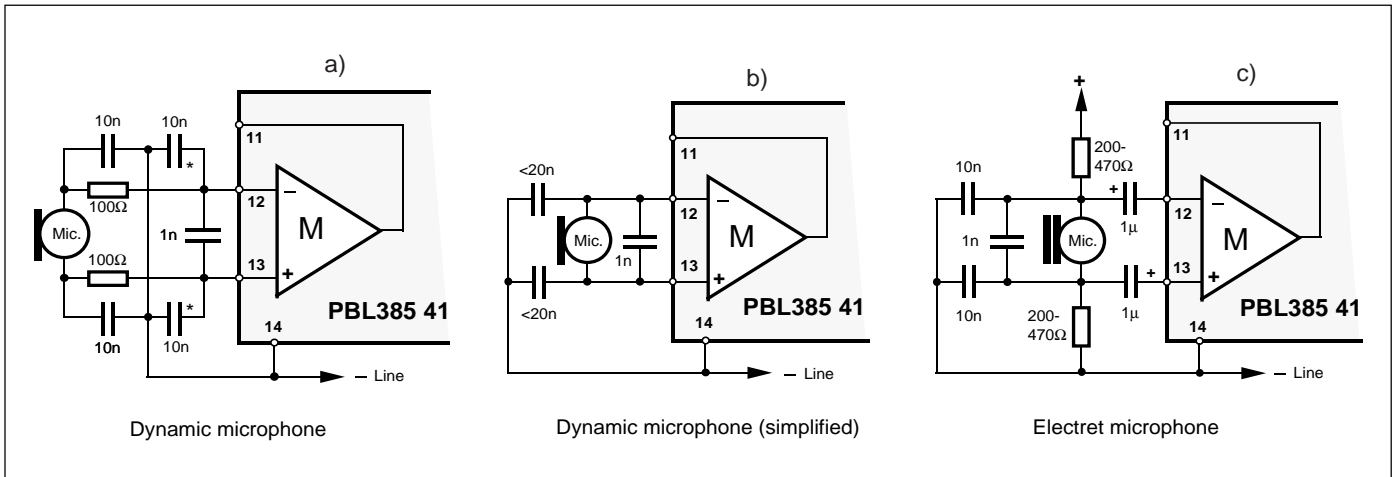 a)
10n
10n
*
11
12
100Ω
Mic.
1n
M
−
+
100Ω
13
*
10n
10n
14
PBL385 41
− Line
Dynamic microphone
b)
<20n
11
12
Mic.
1n
M
−
+
13
<20n
14
PBL385 41
− Line
Dynamic microphone (simplified)
c)
+
200-
470Ω
10n
+
1µ
11
12
1n
Mic.
M
−
+
13
+
1µ
10n
200-
470Ω
14
PBL385 41
− Line
Electret microphone